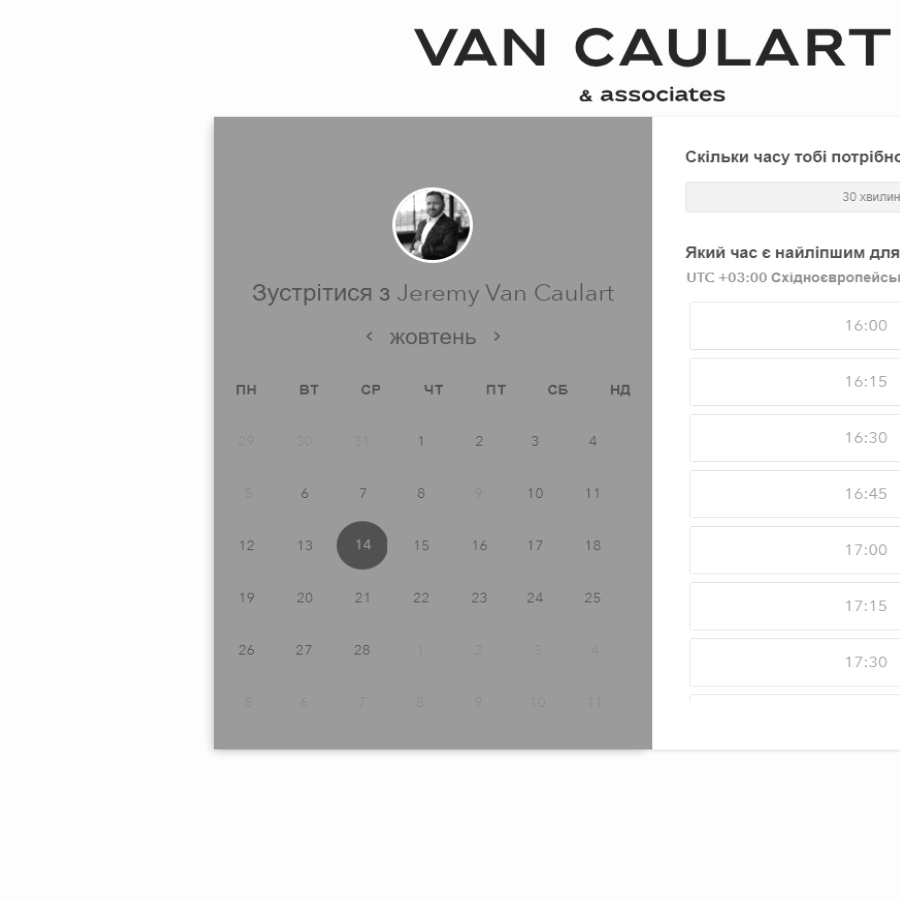 VAN CAULART
& associates
Зустрітися з Jeremy Van Caulart
‹ жовтень ›
ПН ВТ СР ЧТ ПТ СБ НД
29 30 31 1 2 3 4
5 6 7 8 9 10 11
12 13 14 15 16 17 18
19 20 21 22 23 24 25
26 27 28 1 2 3 4
5 6 7 8 9 10 11
Скільки часу тобі потрібно
30 хвилин
Який час є найліпшим для
UTC +03:00 Східноєвропейсь
16:00
16:15
16:30
16:45
17:00
17:15
17:30